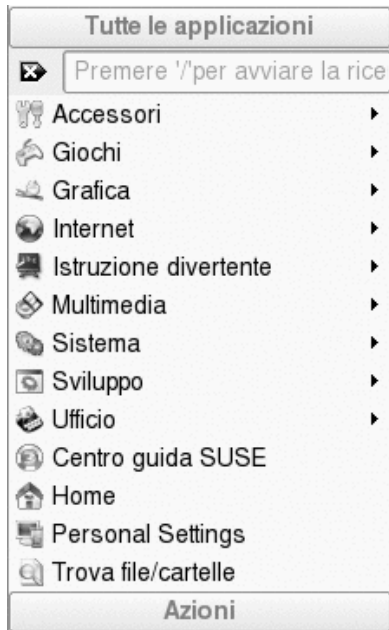 Tutte le applicazioni
Premere '/'per avviare la rice
Accessori
Giochi
Grafica
Internet
Istruzione divertente
Multimedia
Sistema
Sviluppo
Ufficio
Centro guida SUSE
Home
Personal Settings
Trova file/cartelle
Azioni